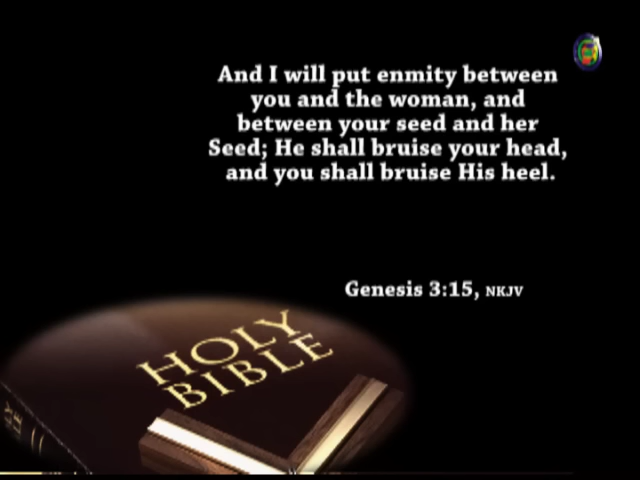 And I will put enmity between
you and the woman, and
between your seed and her
Seed; He shall bruise your head,
and you shall bruise His heel.
Genesis 3:15, NKJV
HOLY
BIBLE